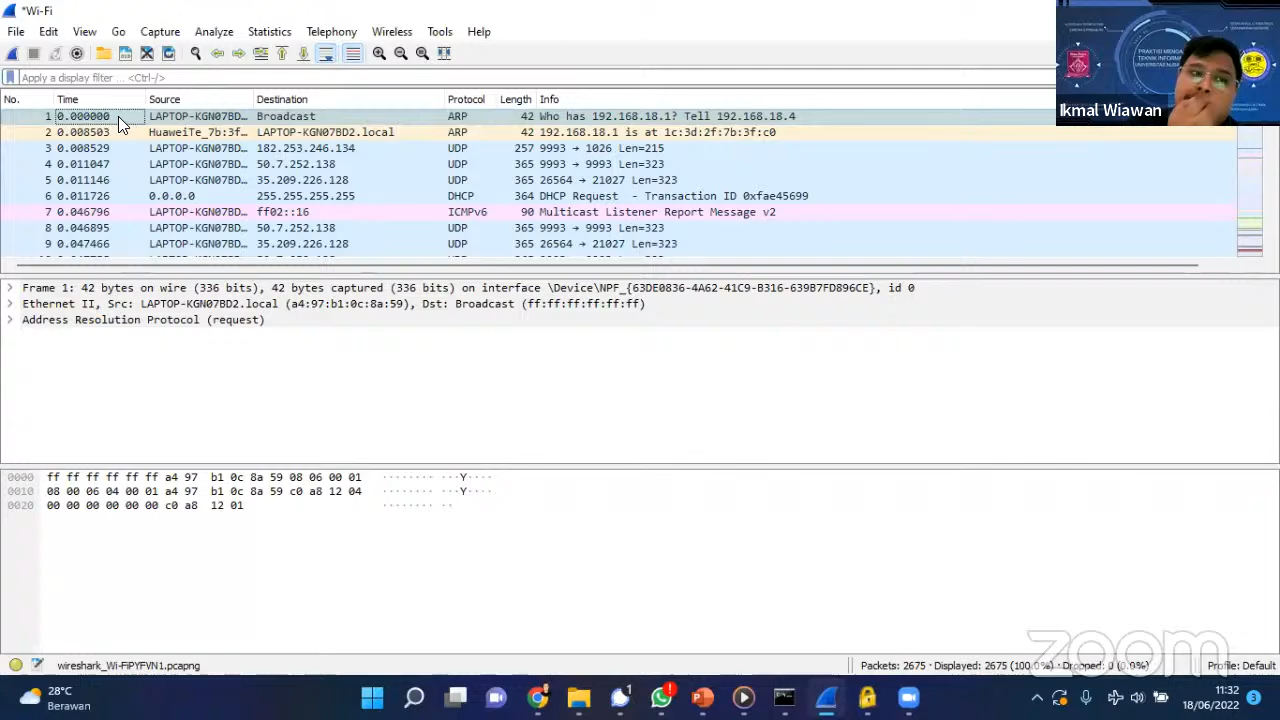 *Wi-Fi
File Edit View Go Capture Analyze Statistics Telephony Wireless Tools Help
Apply a display filter ... <Ctrl-/>
No. Time Source Destination Protocol Length Info
1 0.000000 LAPTOP-KGN07BD… Broadcast ARP 42 Who has 192.168.18.1? Tell 192.168.18.4
2 0.008503 HuaweiTe_7b:3f… LAPTOP-KGN07BD2.local ARP 42 192.168.18.1 is at 1c:3d:2f:7b:3f:c0
3 0.008529 LAPTOP-KGN07BD… 182.253.246.134 UDP 257 9993 → 1026 Len=215
4 0.011047 LAPTOP-KGN07BD… 50.7.252.138 UDP 365 9993 → 9993 Len=323
5 0.011146 LAPTOP-KGN07BD… 35.209.226.128 UDP 365 26564 → 21027 Len=323
6 0.011726 0.0.0.0 255.255.255.255 DHCP 364 DHCP Request - Transaction ID 0xfae45699
7 0.046796 LAPTOP-KGN07BD… ff02::16 ICMPv6 90 Multicast Listener Report Message v2
8 0.046895 LAPTOP-KGN07BD… 50.7.252.138 UDP 365 9993 → 9993 Len=323
9 0.047466 LAPTOP-KGN07BD… 35.209.226.128 UDP 365 26564 → 21027 Len=323
Frame 1: 42 bytes on wire (336 bits), 42 bytes captured (336 bits) on interface \Device\NPF_{63DE0836-4A62-41C9-B316-639B7FD896CE}, id 0
Ethernet II, Src: LAPTOP-KGN07BD2.local (a4:97:b1:0c:8a:59), Dst: Broadcast (ff:ff:ff:ff:ff:ff)
Address Resolution Protocol (request)
0000 ff ff ff ff ff ff a4 97 b1 0c 8a 59 08 06 00 01 ········ ···Y····
0010 08 00 06 04 00 01 a4 97 b1 0c 8a 59 c0 a8 12 04 ········ ···Y····
0020 00 00 00 00 00 00 c0 a8 12 01 ········ ··
wireshark_Wi-FiPYFVN1.pcapng
Packets: 2675 · Displayed: 2675 (100.0%) · Dropped: 0 (0.0%)
Profile: Default
Ikmal Wiawan
zoom
28°C
Berawan
11:32
18/06/2022
3